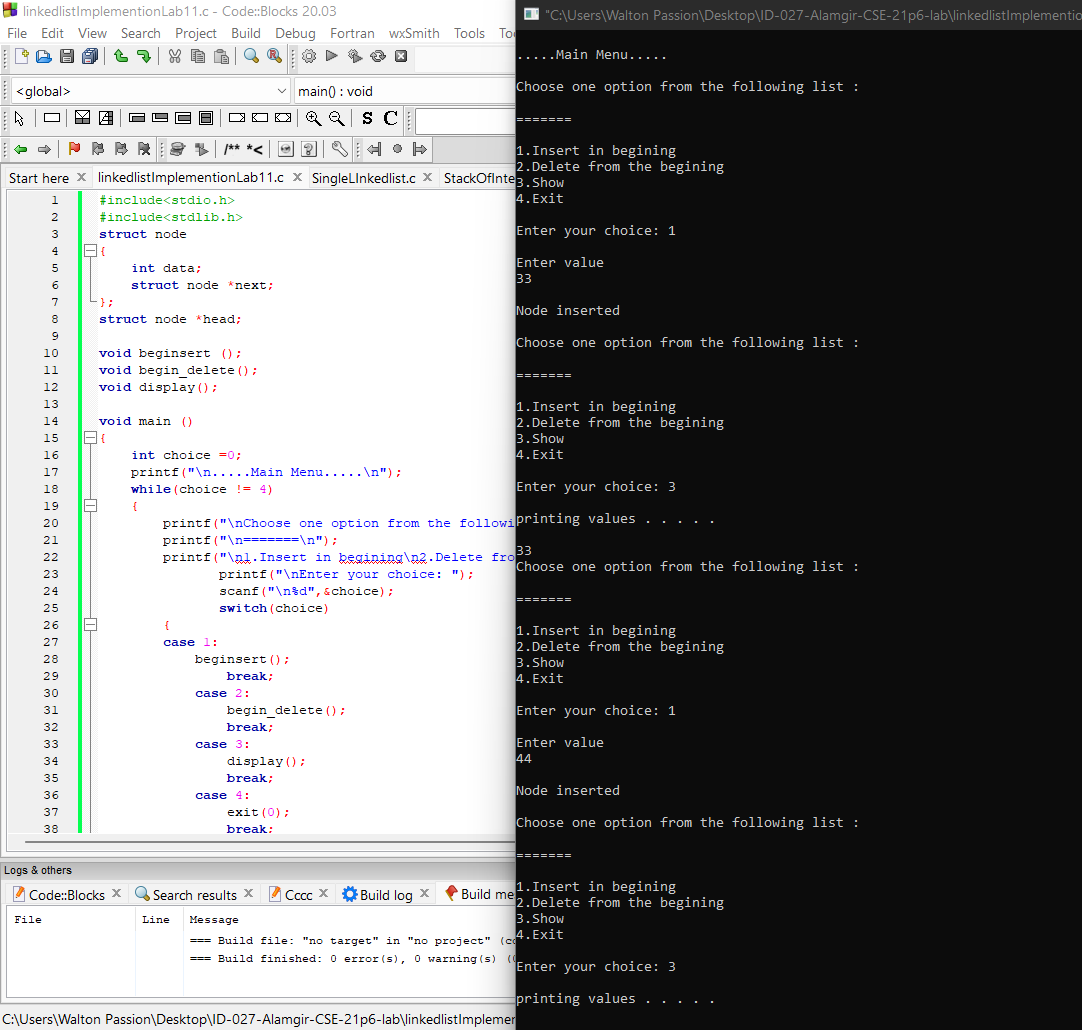 linkedlistImplementionLab11.c - Code::Blocks 20.03
File Edit View Search Project Build Debug Fortran wxSmith Tools
<global> main() : void
S C
/** *<
Start here linkedlistImplementionLab11.c SingleLInkedlist.c StackOfInte
1 #include<stdio.h>
2 #include<stdlib.h>
3 struct node
4 {
5 int data;
6 struct node *next;
7 };
8 struct node *head;
9
10 void beginsert ();
11 void begin_delete();
12 void display();
13
14 void main ()
15 {
16 int choice =0;
17 printf("\n.....Main Menu.....\n");
18 while(choice != 4)
19 {
20 printf("\nChoose one option from the followi
21 printf("\n=======\n");
22 printf("\n1.Insert in begining\n2.Delete fro
23 printf("\nEnter your choice: ");
24 scanf("\n%d",&choice);
25 switch(choice)
26 {
27 case 1:
28 beginsert();
29 break;
30 case 2:
31 begin_delete();
32 break;
33 case 3:
34 display();
35 break;
36 case 4:
37 exit(0);
38 break;
Logs & others
Code::Blocks Search results Cccc Build log Build me
File Line Message
=== Build file: "no target" in "no project" (co
=== Build finished: 0 error(s), 0 warning(s) (0
C:\Users\Walton Passion\Desktop\ID-027-Alamgir-CSE-21p6-lab\linkedlistImplemen
"C:\Users\Walton Passion\Desktop\ID-027-Alamgir-CSE-21p6-lab\linkedlistImplementio
.....Main Menu.....
Choose one option from the following list :
=======
1.Insert in begining
2.Delete from the begining
3.Show
4.Exit
Enter your choice: 1
Enter value
33
Node inserted
Choose one option from the following list :
=======
1.Insert in begining
2.Delete from the begining
3.Show
4.Exit
Enter your choice: 3
printing values . . . . .
33
Choose one option from the following list :
=======
1.Insert in begining
2.Delete from the begining
3.Show
4.Exit
Enter your choice: 1
Enter value
44
Node inserted
Choose one option from the following list :
=======
1.Insert in begining
2.Delete from the begining
3.Show
4.Exit
Enter your choice: 3
printing values . . . . .